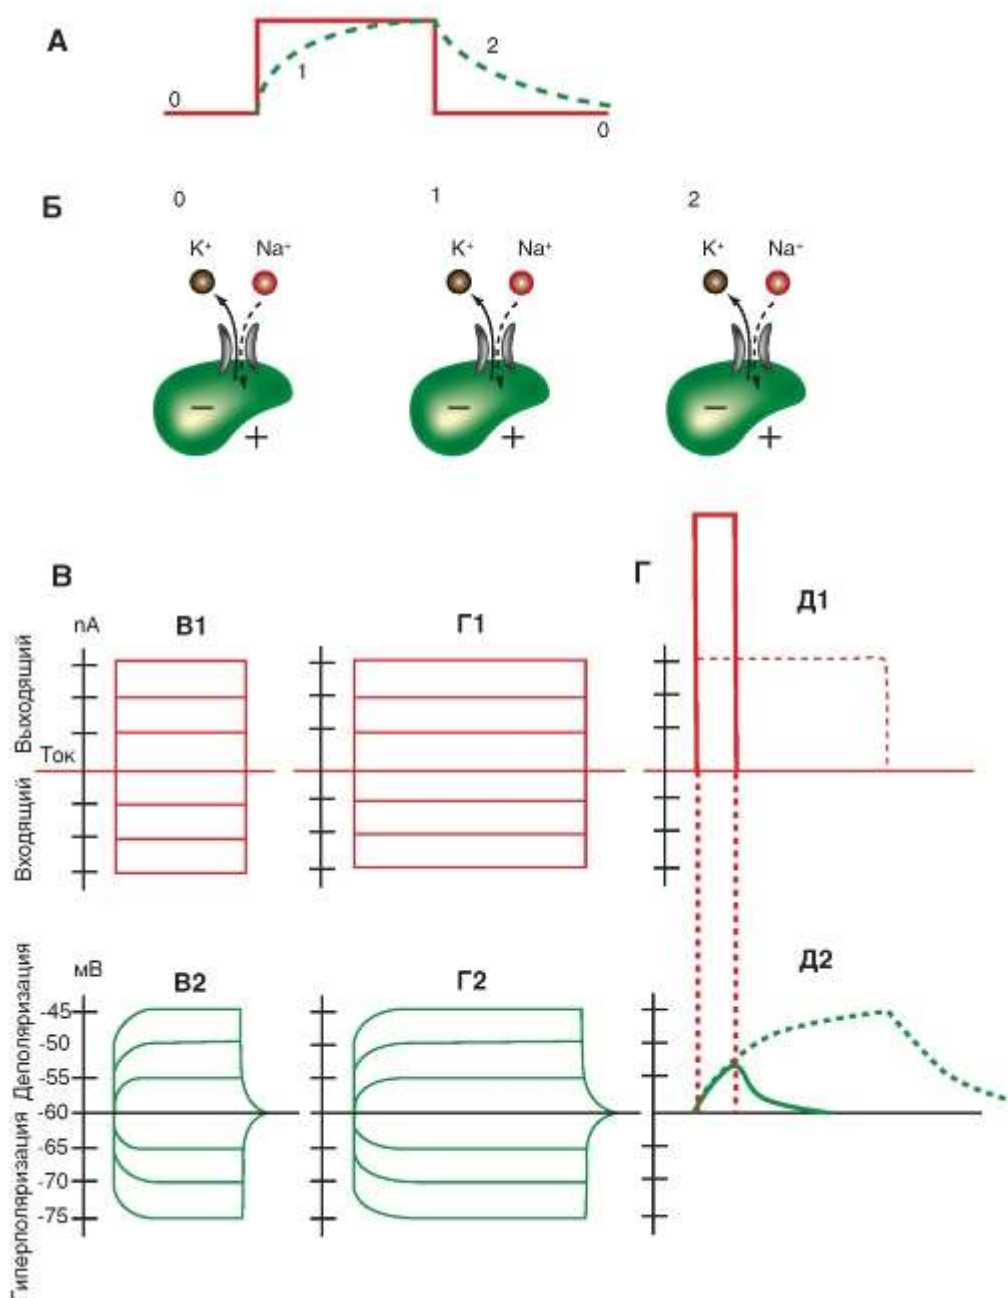 А
0
1
2
0
Б
0
1
2
K⁺
Na⁺
K⁺
Na⁺
K⁺
Na⁺
−
+
−
+
−
+
В
Г
nA
В1
Г1
Д1
Выходящий
Ток
Входящий
мВ
В2
Г2
Д2
Деполяризация
Гиперполяризация
-45
-50
-55
-60
-65
-70
-75